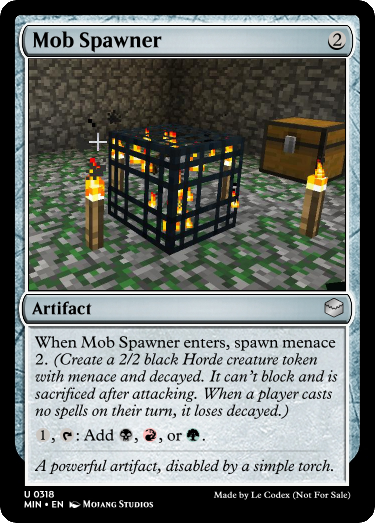 Mob Spawner 2
Artifact
When Mob Spawner enters, spawn menace
2. (Create a 2/2 black Horde creature token
with menace and decayed. It can't block and is
sacrificed after attacking. When a player casts
no spells on their turn, it loses decayed.)
1, : Add , , or .
A powerful artifact, disabled by a simple torch.
U 0318
MIN • EN Mojang Studios
Made by Le Codex (Not For Sale)